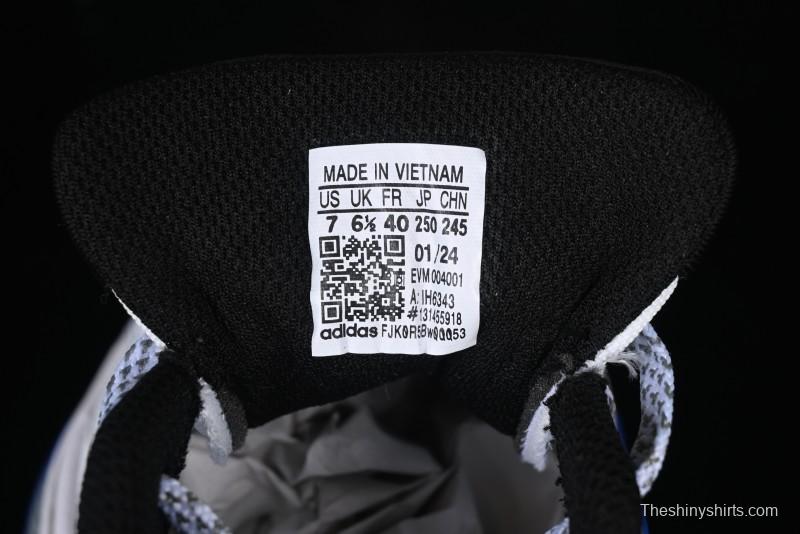 MADE IN VIETNAM
US UK FR JP CHN
7 6½ 40 250 245
01/24
EVM 004001
A: IH6343
#131455918
adidas
TheShinyshirts.com